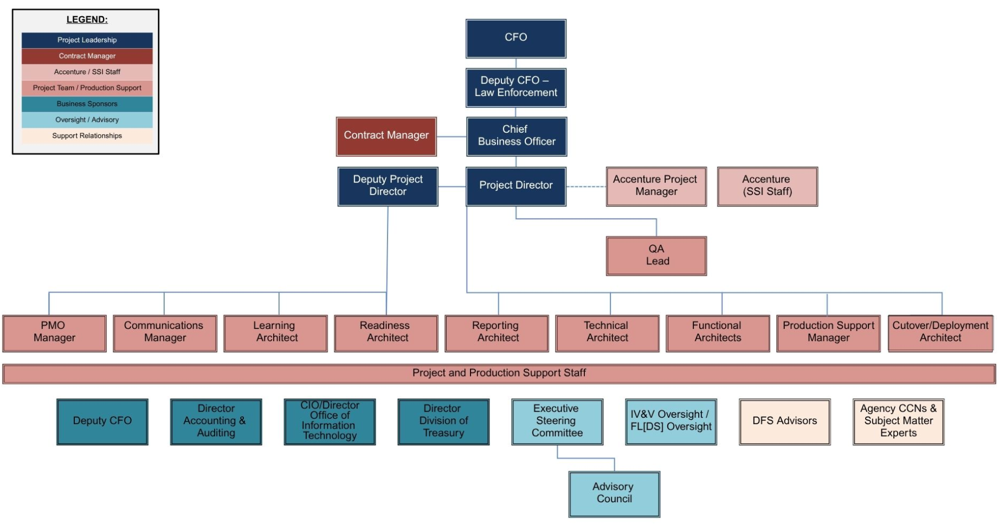 LEGEND:
Project Leadership
Contract Manager
Accenture / SSI Staff
Project Team / Production Support
Business Sponsors
Oversight / Advisory
Support Relationships
CFO
Deputy CFO –
Law Enforcement
Contract Manager
Chief
Business Officer
Deputy Project
Director
Project Director
Accenture Project
Manager
Accenture
(SSI Staff)
QA
Lead
PMO
Manager
Communications
Manager
Learning
Architect
Readiness
Architect
Reporting
Architect
Technical
Architect
Functional
Architects
Production Support
Manager
Cutover/Deployment
Architect
Project and Production Support Staff
Deputy CFO
Director
Accounting &
Auditing
CIO/Director
Office of
Information
Technology
Director
Division of
Treasury
Executive
Steering
Committee
IV&V Oversight /
FL[DS] Oversight
DFS Advisors
Agency CCNs &
Subject Matter
Experts
Advisory
Council